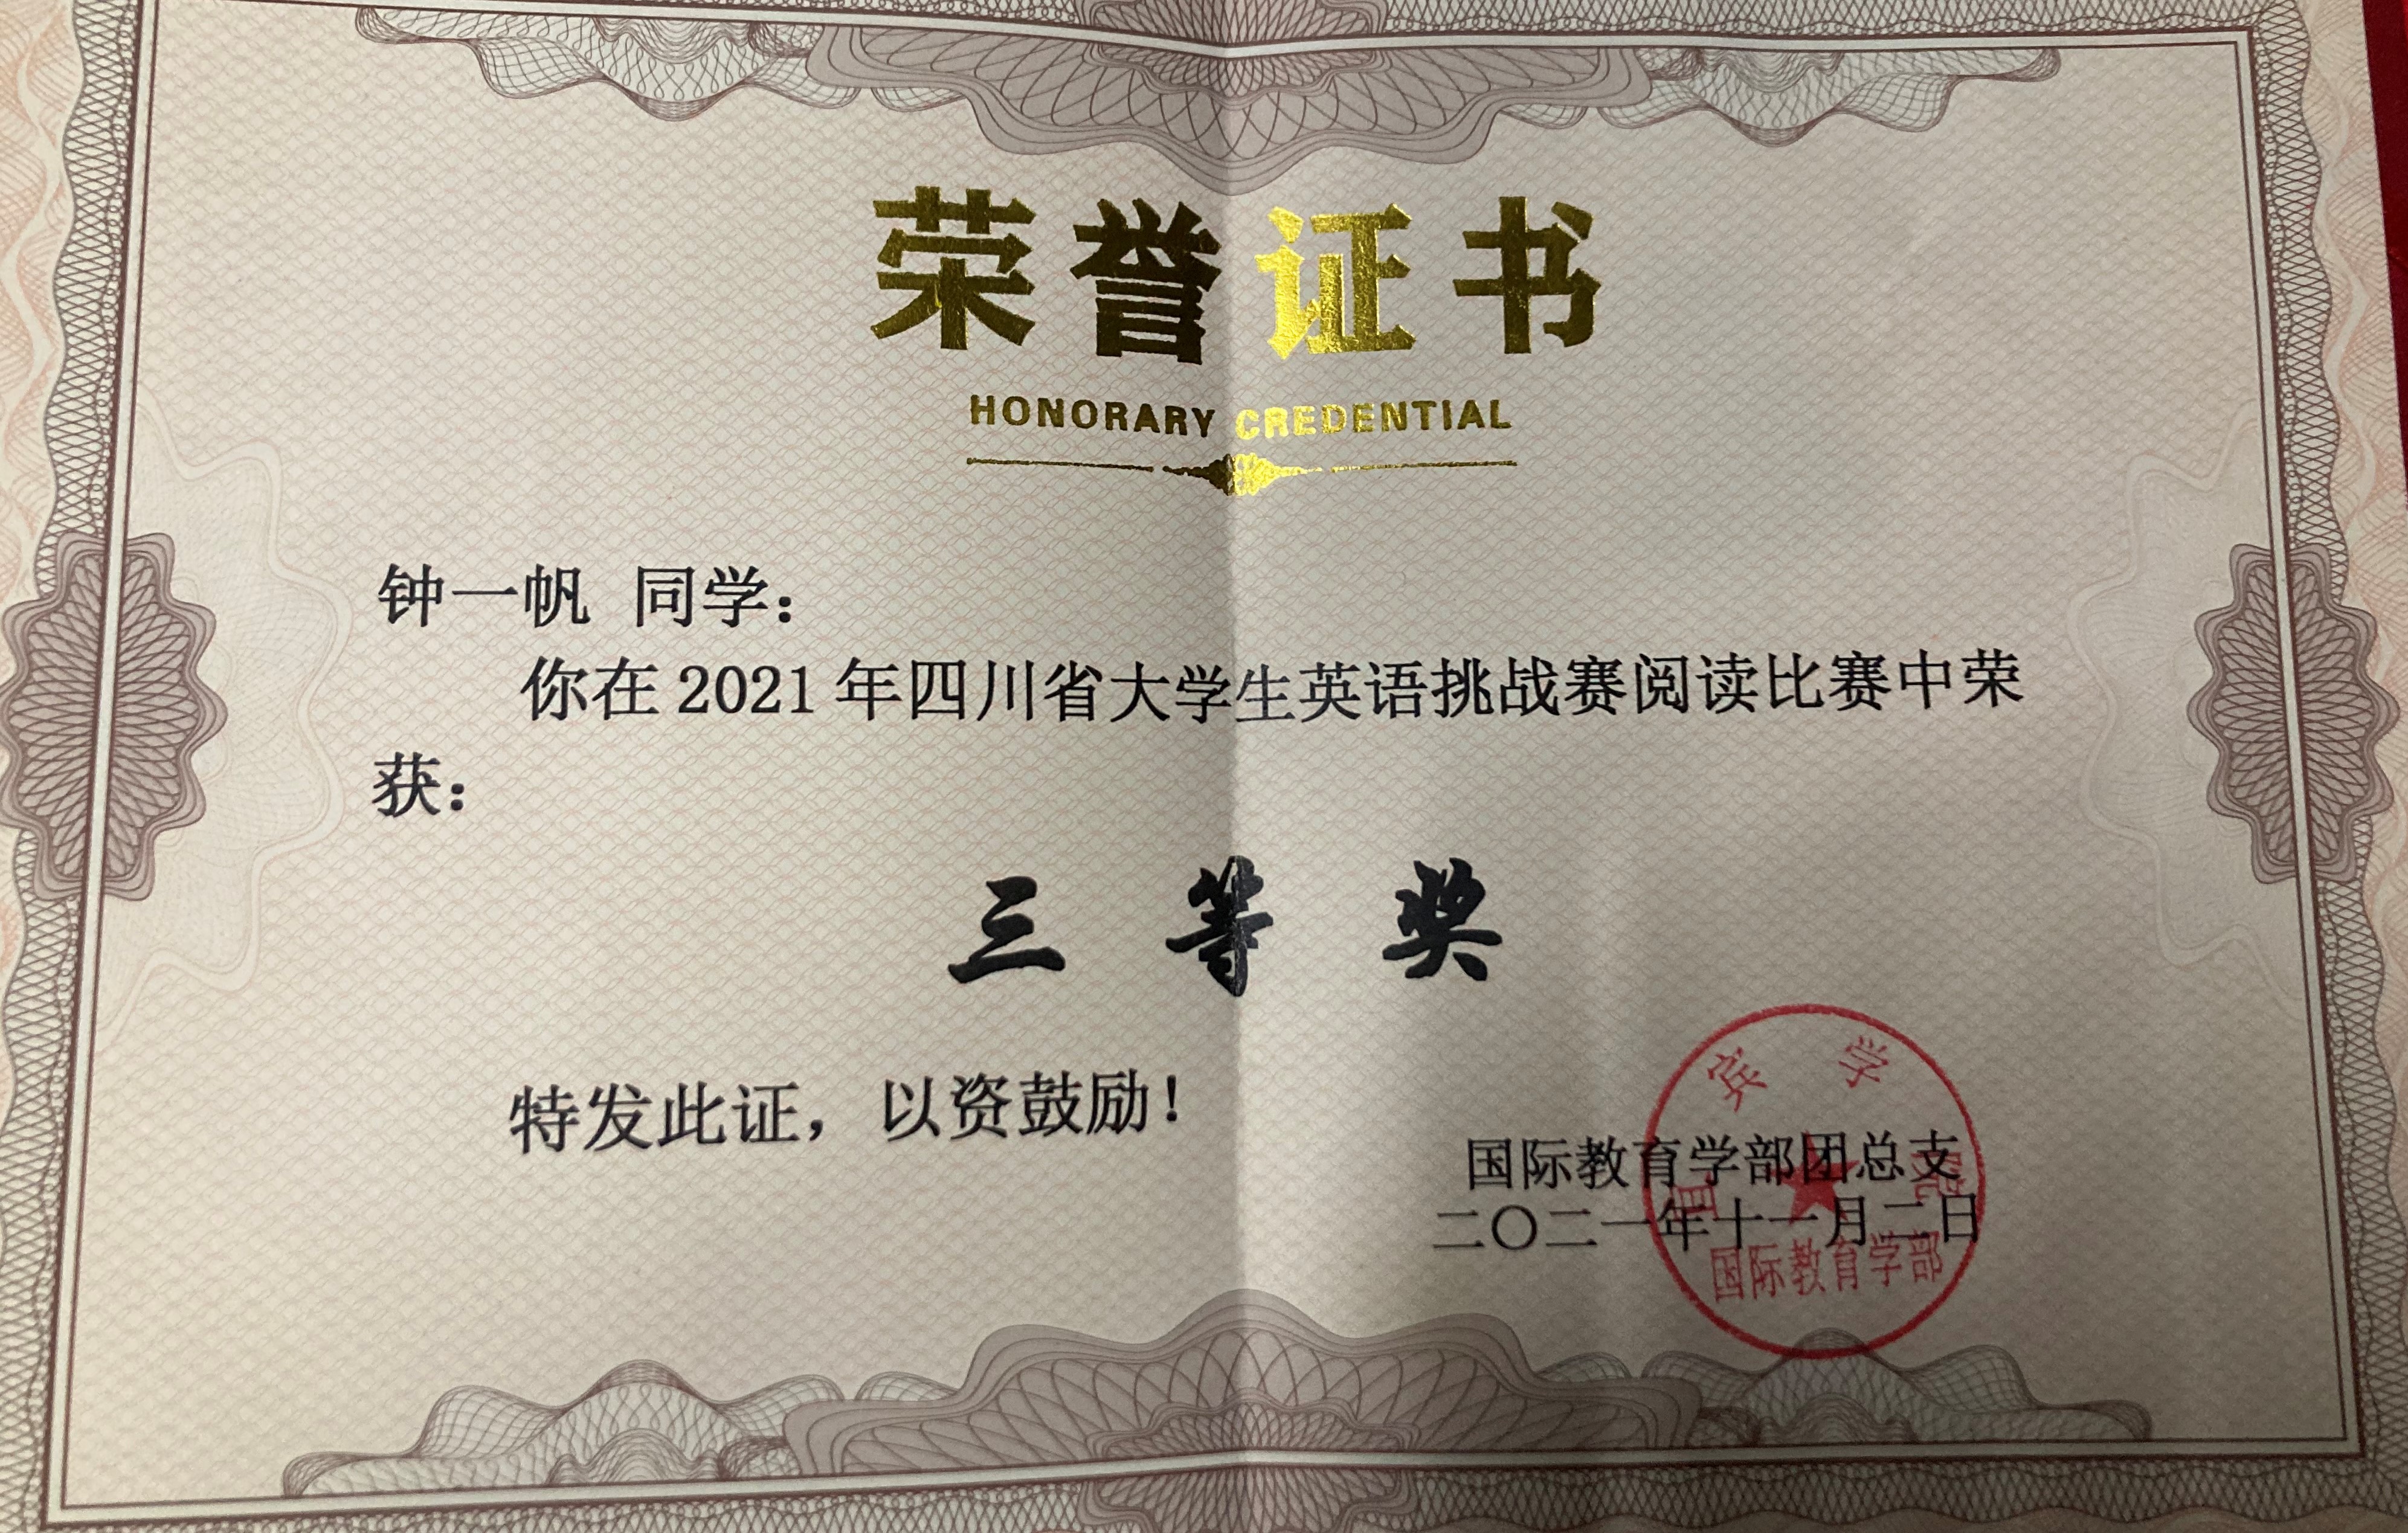 荣誉证书
HONORARY CREDENTIAL
钟一帆 同学：
你在 2021 年四川省大学生英语挑战赛阅读比赛中荣
获：
三等奖
特发此证，以资鼓励！
国际教育学部团总支
二〇二一年十一月二日
宜宾学院
国际教育学部